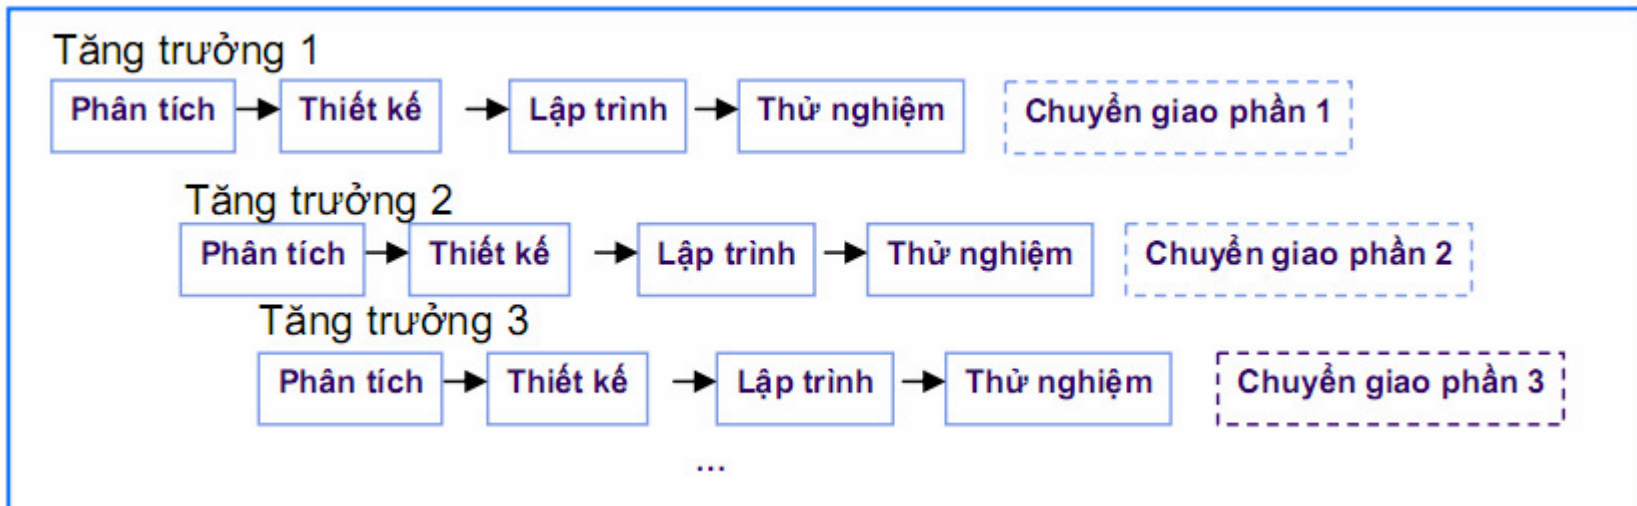 Tăng trưởng 1
Phân tích Thiết kế Lập trình Thử nghiệm Chuyển giao phần 1
Tăng trưởng 2
Phân tích Thiết kế Lập trình Thử nghiệm Chuyển giao phần 2
Tăng trưởng 3
Phân tích Thiết kế Lập trình Thử nghiệm Chuyển giao phần 3
...